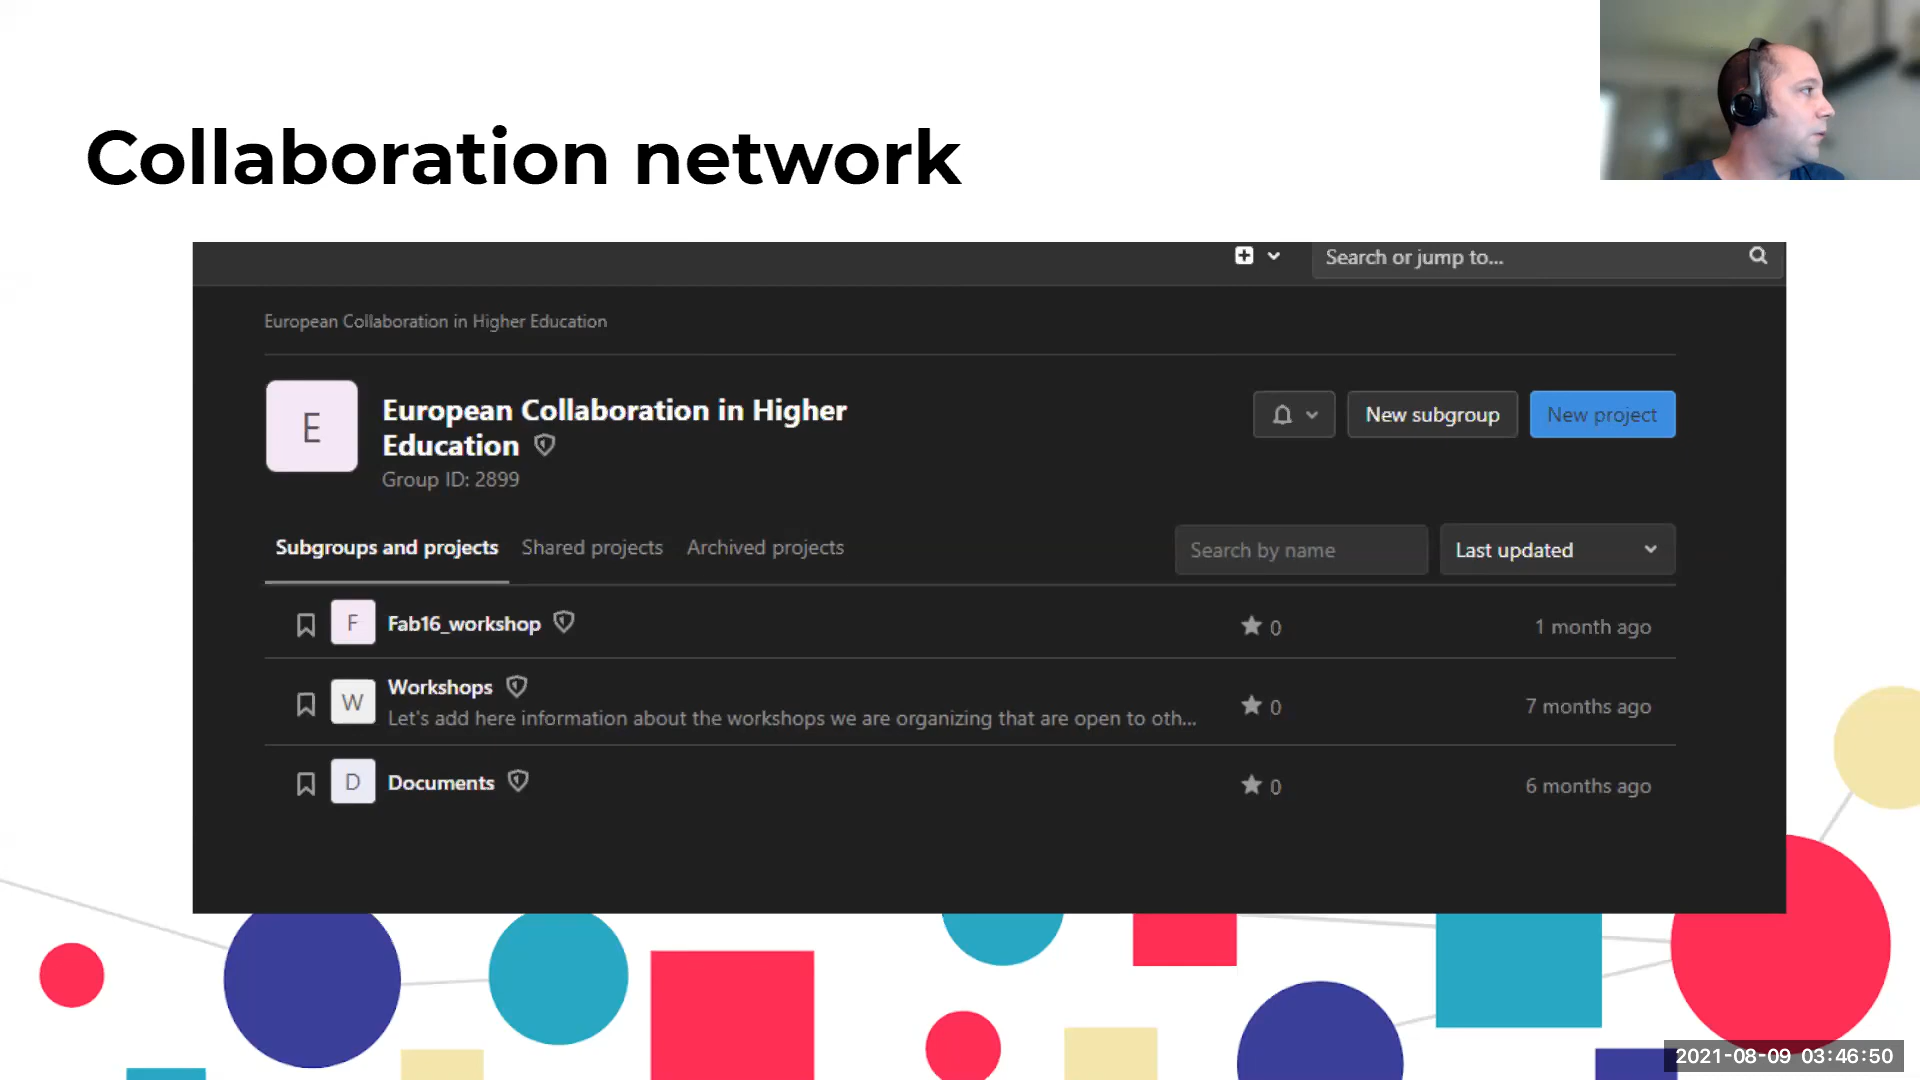 Collaboration network
Search or jump to...
European Collaboration in Higher Education
E
European Collaboration in Higher
Education
Group ID: 2899
New subgroup
New project
Subgroups and projects
Shared projects
Archived projects
Search by name
Last updated
F
Fab16_workshop
0
1 month ago
W
Workshops
Let's add here information about the workshops we are organizing that are open to oth...
0
7 months ago
D
Documents
0
6 months ago
2021-08-09 03:46:50